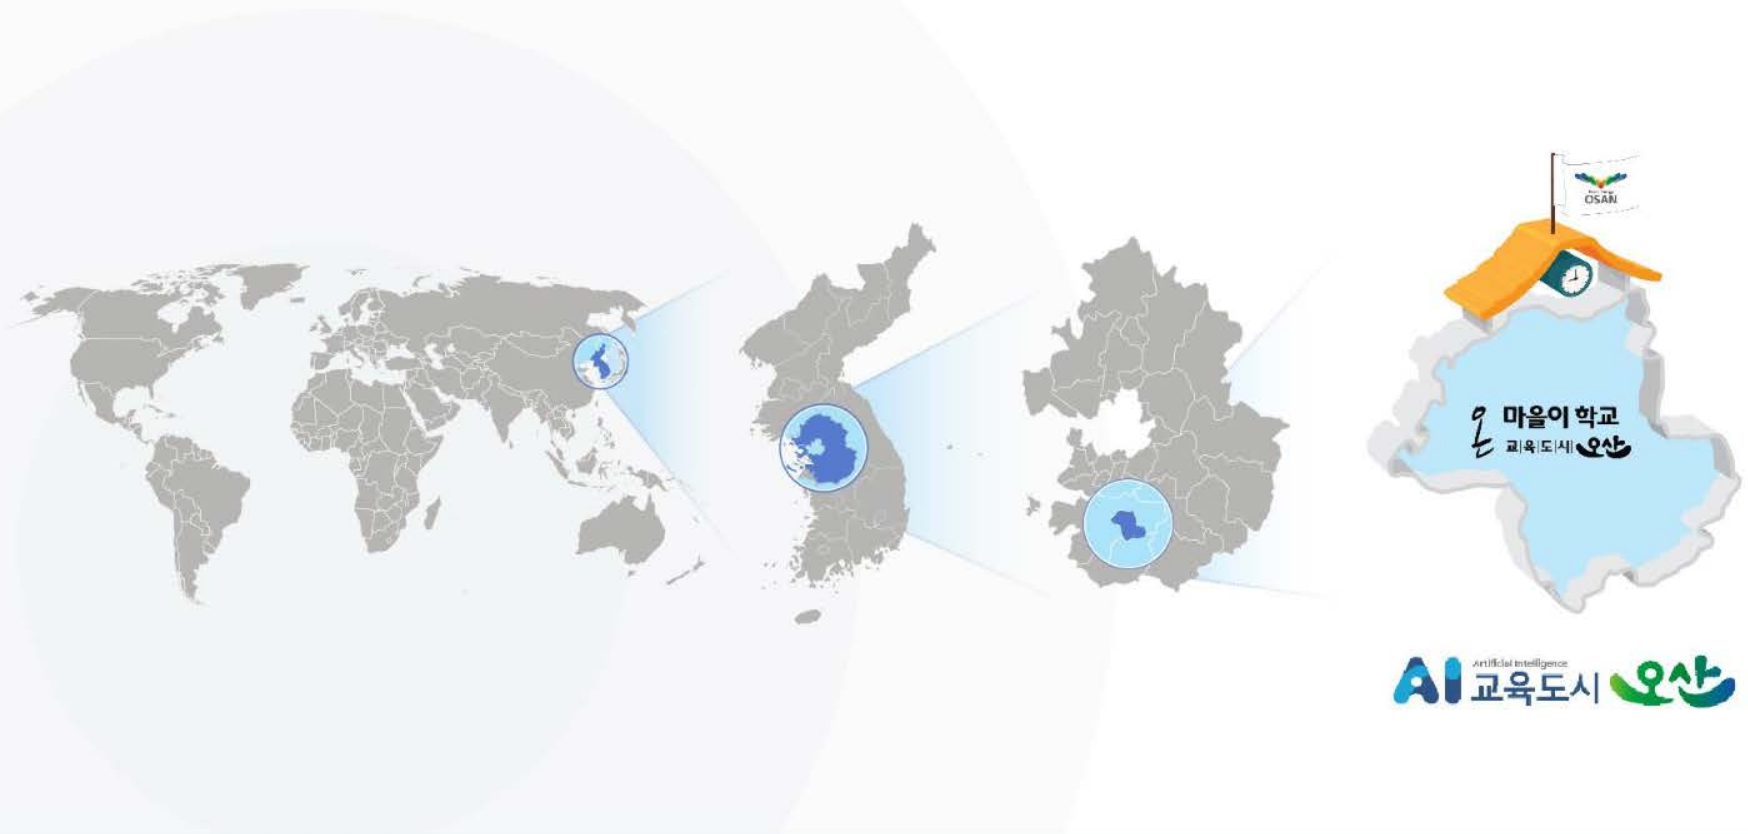 OSAN
온 마을이 학교
교|육|도|시| 오산
Artificial Intelligence
AI 교육도시 오산